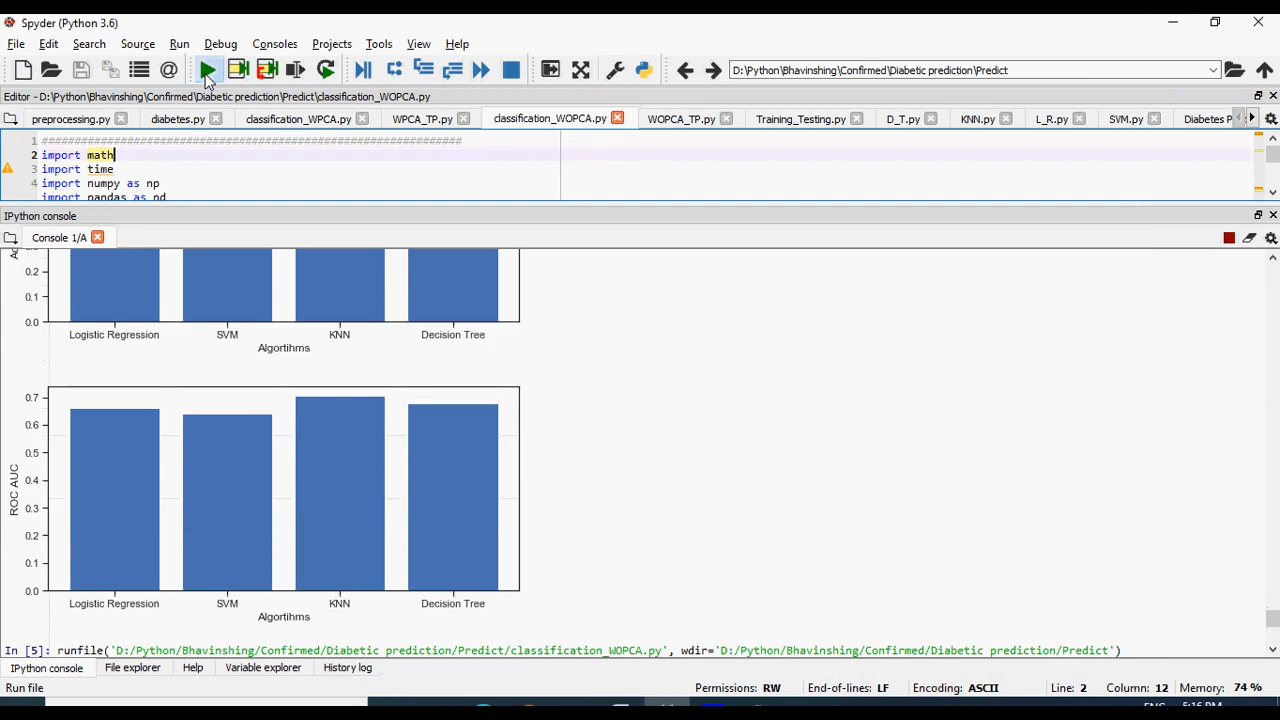 Spyder (Python 3.6)
File Edit Search Source Run Debug Consoles Projects Tools View Help
D:\Python\Bhavinshing\Confirmed\Diabetic prediction\Predict
Editor - D:\Python\Bhavinshing\Confirmed\Diabetic prediction\Predict\classification_WOPCA.py
preprocessing.py diabetes.py classification_WPCA.py WPCA_TP.py classification_WOPCA.py WOPCA_TP.py Training_Testing.py D_T.py KNN.py L_R.py SVM.py Diabetes P
1 ################################################################
2 import math
3 import time
4 import numpy as np
import pandas as pd
IPython console
Console 1/A
0.2
0.1
0.0
Logistic Regression SVM KNN Decision Tree
Algortihms
0.7
0.6
0.5
0.4
0.3
0.2
0.1
0.0
ROC AUC
Logistic Regression SVM KNN Decision Tree
Algortihms
In [5]: runfile('D:/Python/Bhavinshing/Confirmed/Diabetic prediction/Predict/classification_WOPCA.py', wdir='D:/Python/Bhavinshing/Confirmed/Diabetic prediction/Predict')
IPython console File explorer Help Variable explorer History log
Run file Permissions: RW End-of-lines: LF Encoding: ASCII Line: 2 Column: 12 Memory: 74 %